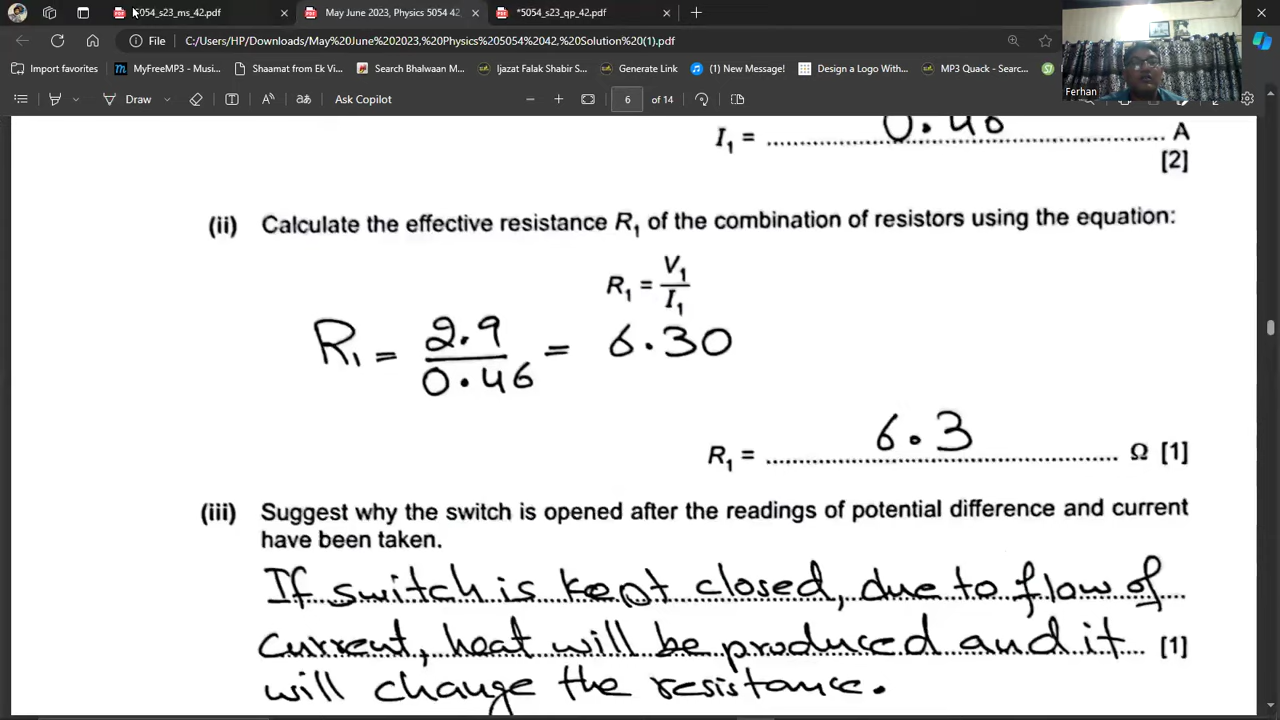 5054_s23_ms_42.pdf
May June 2023, Physics 5054 42,
*5054_s23_qp_42.pdf
File
C:/Users/HP/Downloads/May%20June%202023,%20Physics%205054%2042,%20Solution%20(1).pdf
Import favorites
MyFreeMP3 - Musi...
Shaamat from Ek Vi...
Search Bhalwaan M...
Ijazat Falak Shabir S...
Generate Link
(1) New Message!
Design a Logo With...
MP3 Quack - Searc...
Ferhan
Draw
Ask Copilot
6 of 14
I1 = 0.46 A
[2]
(ii) Calculate the effective resistance R1 of the combination of resistors using the equation:
R1 = V1/I1
R1 = 2.9/0.46 = 6.30
R1 = 6.3 Ω [1]
(iii) Suggest why the switch is opened after the readings of potential difference and current
have been taken.
If switch is kept closed, due to flow of
current, heat will be produced and it [1]
will change the resistance.